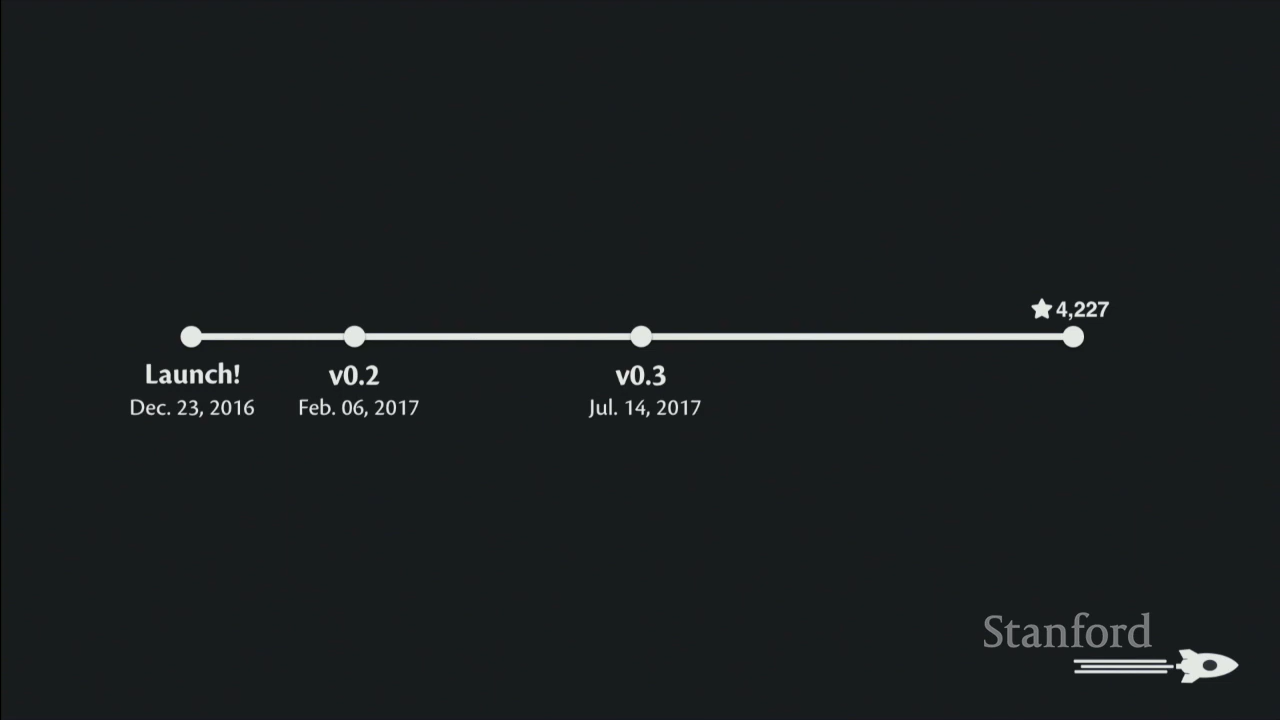 4,227
Launch!
v0.2
v0.3
Dec. 23, 2016
Feb. 06, 2017
Jul. 14, 2017
Stanford